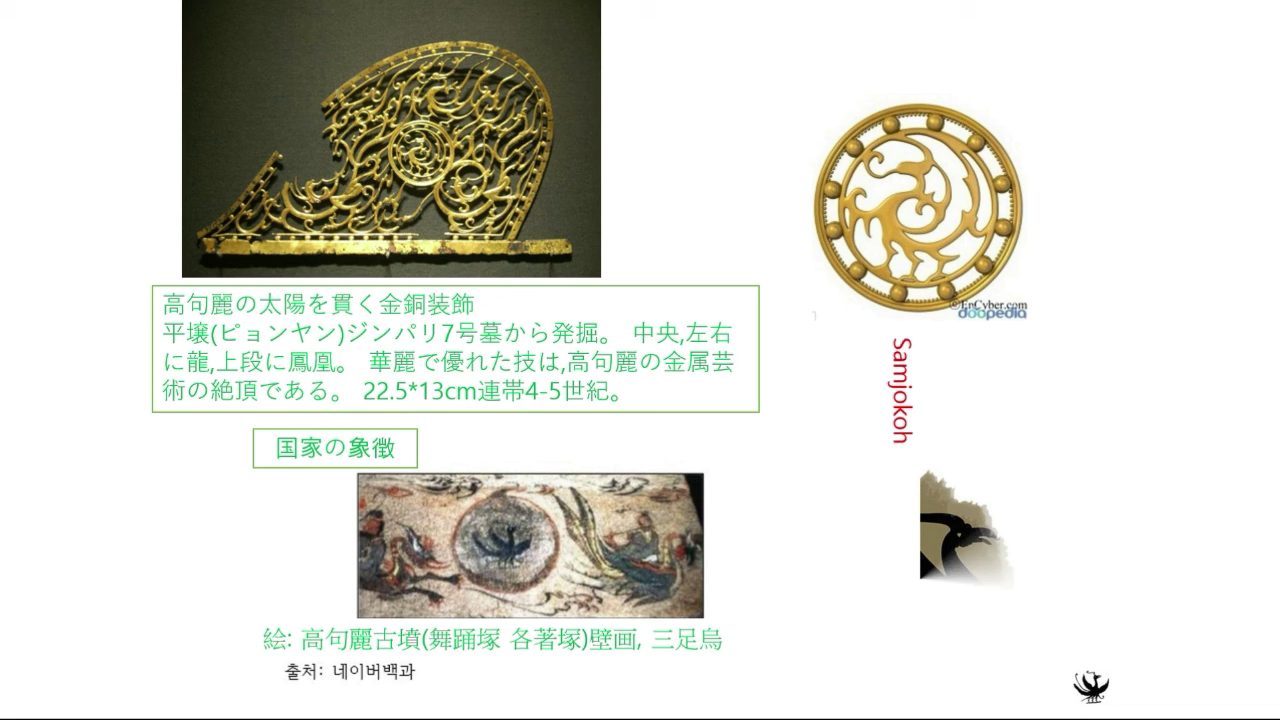 高句麗の太陽を貫く金銅装飾
平壌(ピョンヤン)ジンパリ7号墓から発掘。 中央,左右
に龍,上段に鳳凰。 華麗で優れた技は,高句麗の金属芸
術の絶頂である。 22.5*13cm連帯4-5世紀。
©EnCyber.com
doopedia
Samjokoh
国家の象徴
絵: 高句麗古墳(舞踊塚 各著塚)壁画, 三足烏
출처: 네이버백과